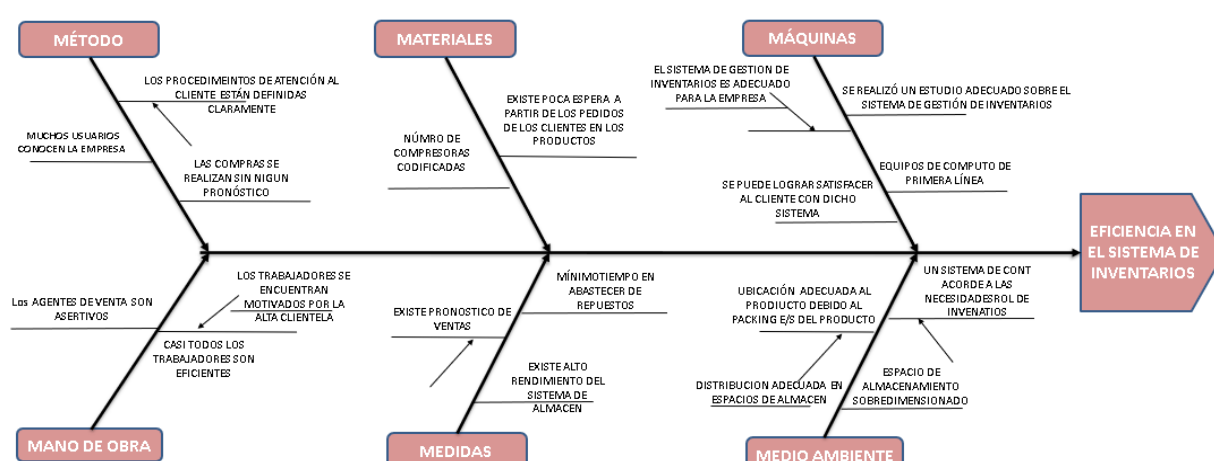 MÉTODO
MATERIALES
MÁQUINAS
LOS PROCEDIMEINTOS DE ATENCIÓN AL
CLIENTE ESTÁN DEFINIDAS
CLARAMENTE
MUCHOS USUARIOS
CONOCEN LA EMPRESA
LAS COMPRAS SE
REALIZAN SIN NIGUN
PRONÓSTICO
EXISTE POCA ESPERA A
PARTIR DE LOS PEDIDOS
DE LOS CLIENTES EN LOS
PRODUCTOS
NÚMRO DE
COMPRESORAS
CODIFICADAS
EL SISTEMA DE GESTION DE
INVENTARIOS ES ADECUADO
PARA LA EMPRESA
SE REALIZÓ UN ESTUDIO ADECUADO SOBRE EL
SISTEMA DE GESTIÓN DE INVENTARIOS
EQUIPOS DE COMPUTO DE
PRIMERA LÍNEA
SE PUEDE LOGRAR SATISFACER
AL CLIENTE CON DICHO
SISTEMA
EFICIENCIA EN
EL SISTEMA DE
INVENTARIOS
LOS TRABAJADORES SE
ENCUENTRAN
MOTIVADOS POR LA
ALTA CLIENTELA
Los AGENTES DE VENTA SON
ASERTIVOS
CASI TODOS LOS
TRABAJADORES SON
EFICIENTES
MÍNIMOTIEMPO EN
ABASTECER DE
REPUESTOS
EXISTE PRONOSTICO DE
VENTAS
EXISTE ALTO
RENDIMIENTO DEL
SISTEMA DE
ALMACEN
UN SISTEMA DE CONT
ACORDE A LAS
NECESIDADESROL DE
INVENATIOS
UBICACIÓN ADECUADA AL
PRODIUCTO DEBIDO AL
PACKING E/S DEL PRODUCTO
DISTRIBUCION ADECUADA EN
ESPACIOS DE ALMACEN
ESPACIO DE
ALMACENAMIENTO
SOBREDIMENSIONADO
MANO DE OBRA
MEDIDAS
MEDIO AMBIENTE